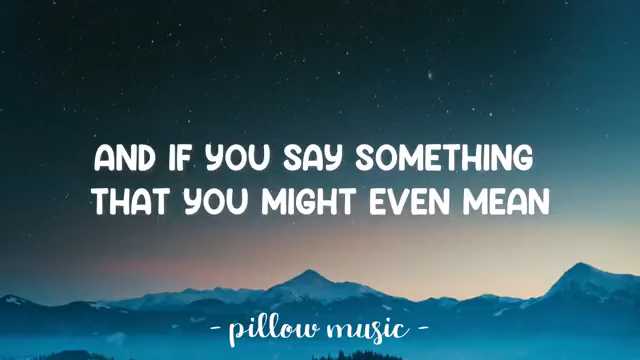 AND IF YOU SAY SOMETHING
THAT YOU MIGHT EVEN MEAN
- pillow music -